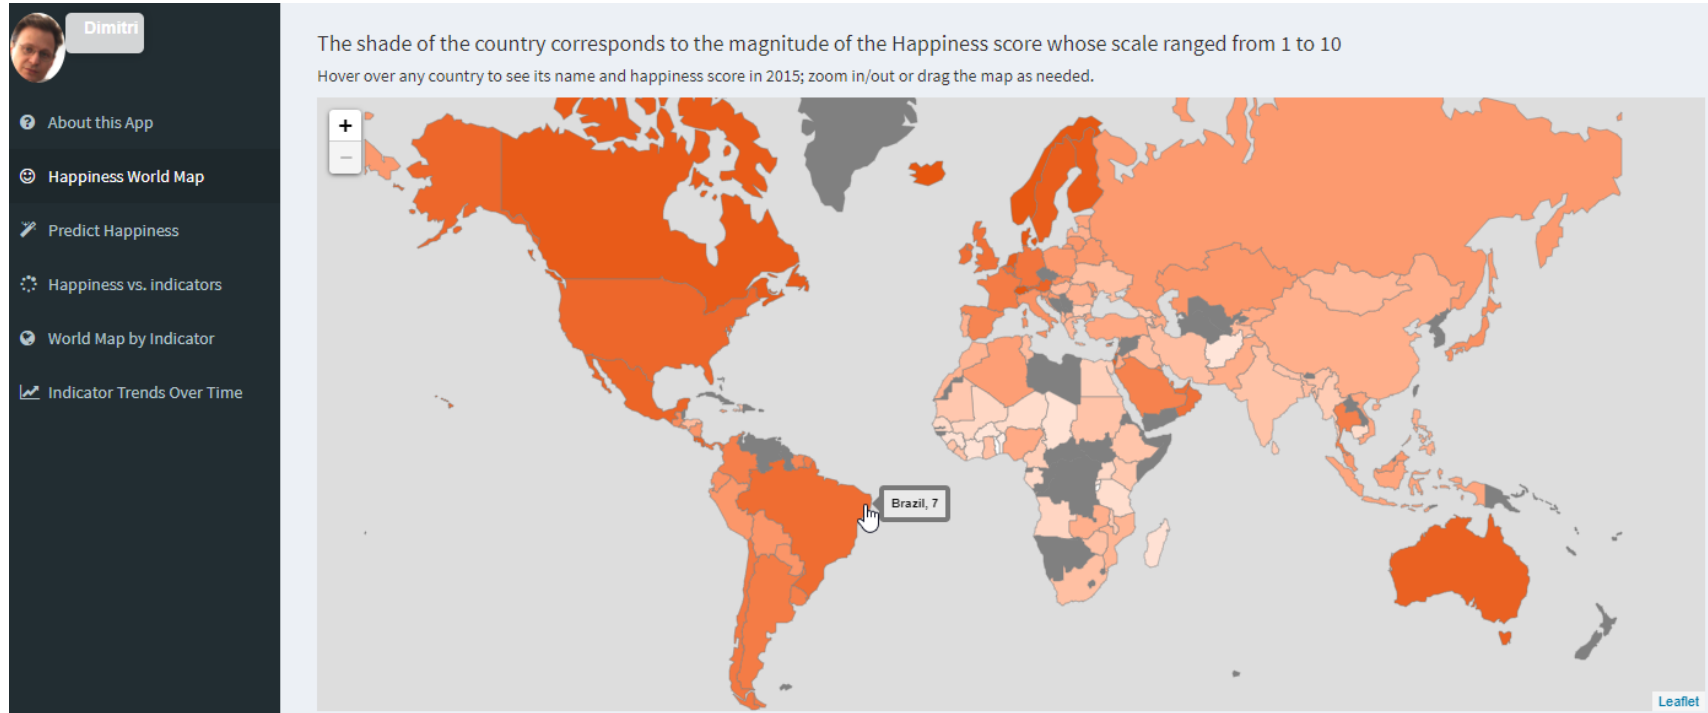 Dimitri
About this App
Happiness World Map
Predict Happiness
Happiness vs. indicators
World Map by Indicator
Indicator Trends Over Time
The shade of the country corresponds to the magnitude of the Happiness score whose scale ranged from 1 to 10
Hover over any country to see its name and happiness score in 2015; zoom in/out or drag the map as needed.
+
−
Brazil, 7
Leaflet